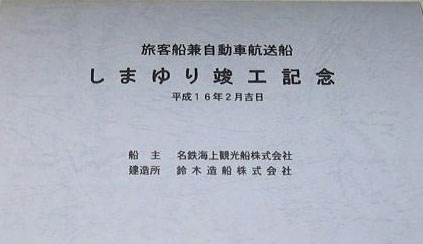 旅客船兼自動車航送船
しまゆり竣工記念
平成16年2月吉日
船主 名鉄海上観光船株式会社
建造所 鈴木造船株式会社